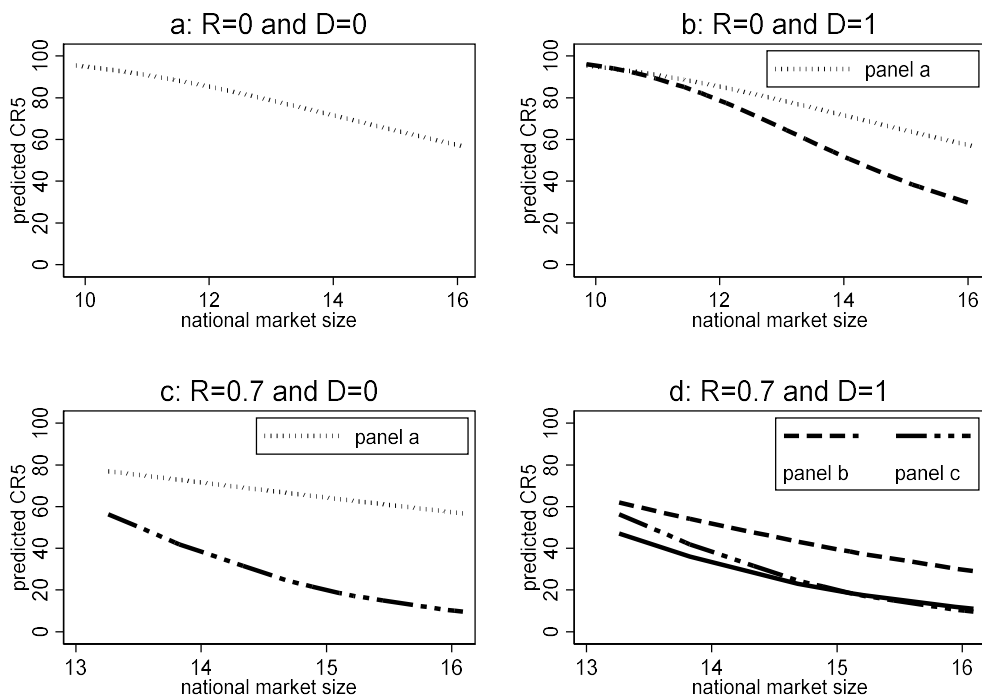 a: R=0 and D=0
predicted CR5
100
80
60
40
20
0
10 12 14 16
national market size
b: R=0 and D=1
panel a
predicted CR5
100
80
60
40
20
0
10 12 14 16
national market size
c: R=0.7 and D=0
panel a
predicted CR5
100
80
60
40
20
0
13 14 15 16
national market size
d: R=0.7 and D=1
panel b panel c
predicted CR5
100
80
60
40
20
0
13 14 15 16
national market size